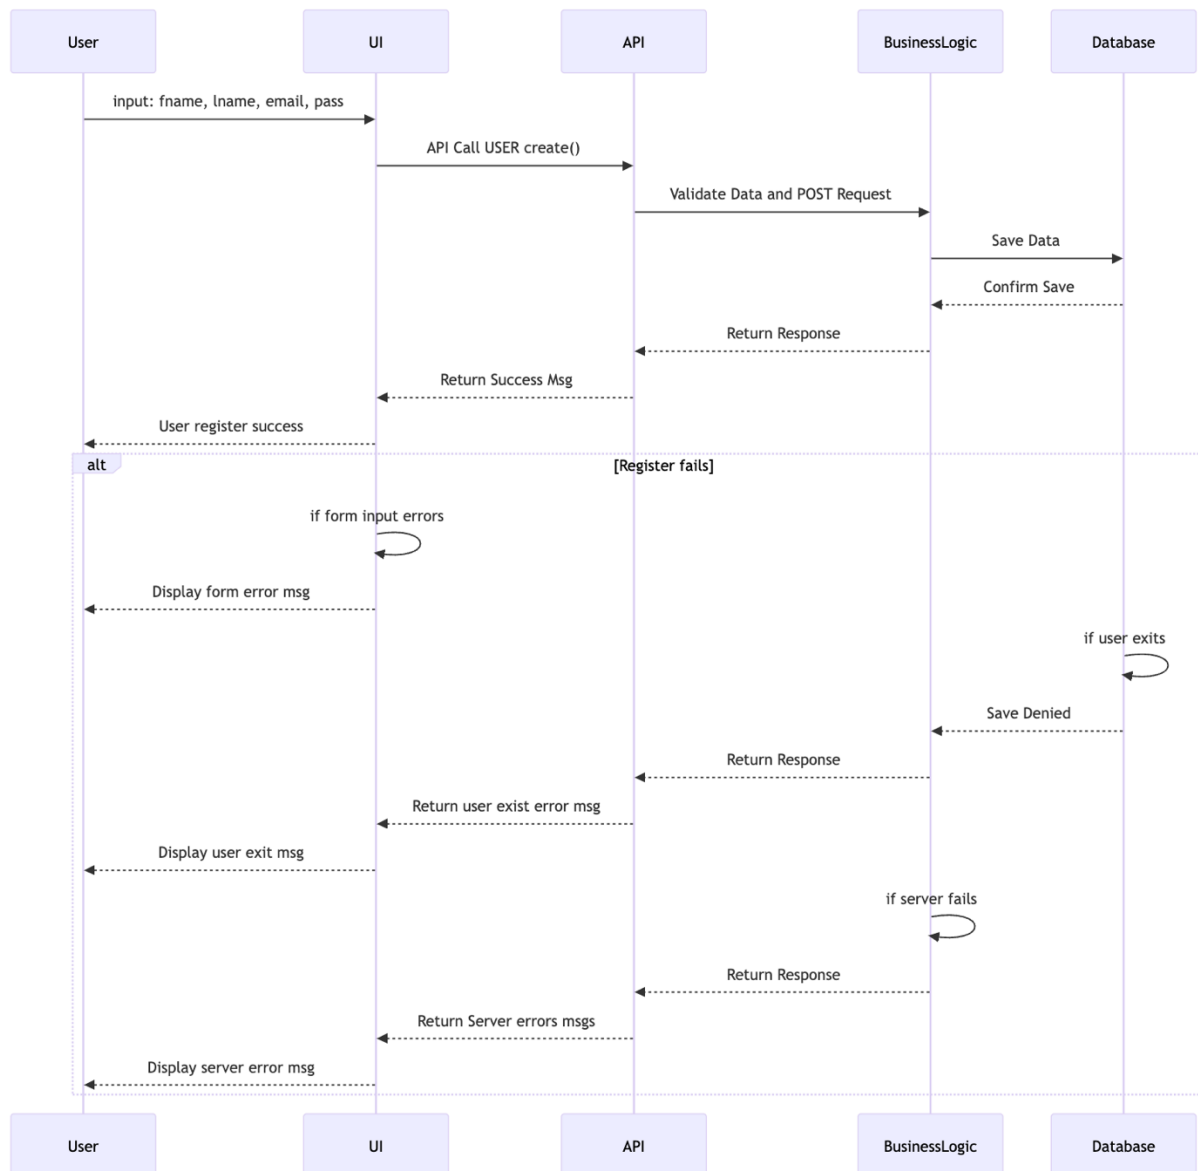 User
UI
API
BusinessLogic
Database
input: fname, lname, email, pass
API Call USER create()
Validate Data and POST Request
Save Data
Confirm Save
Return Response
Return Success Msg
User register success
alt
[Register fails]
if form input errors
Display form error msg
if user exits
Save Denied
Return Response
Return user exist error msg
Display user exit msg
if server fails
Return Response
Return Server errors msgs
Display server error msg
User
UI
API
BusinessLogic
Database